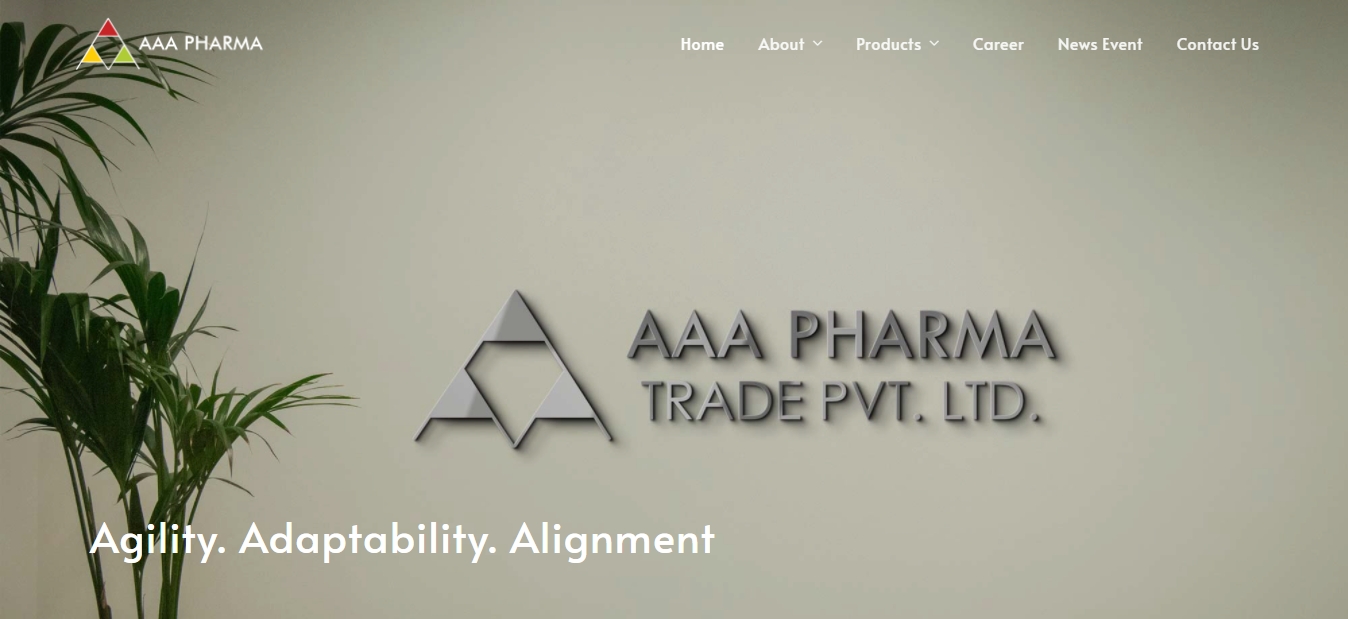 AAA PHARMA
Home About Products Career News Event Contact Us
AAA PHARMA
TRADE PVT. LTD.
Agility. Adaptability. Alignment